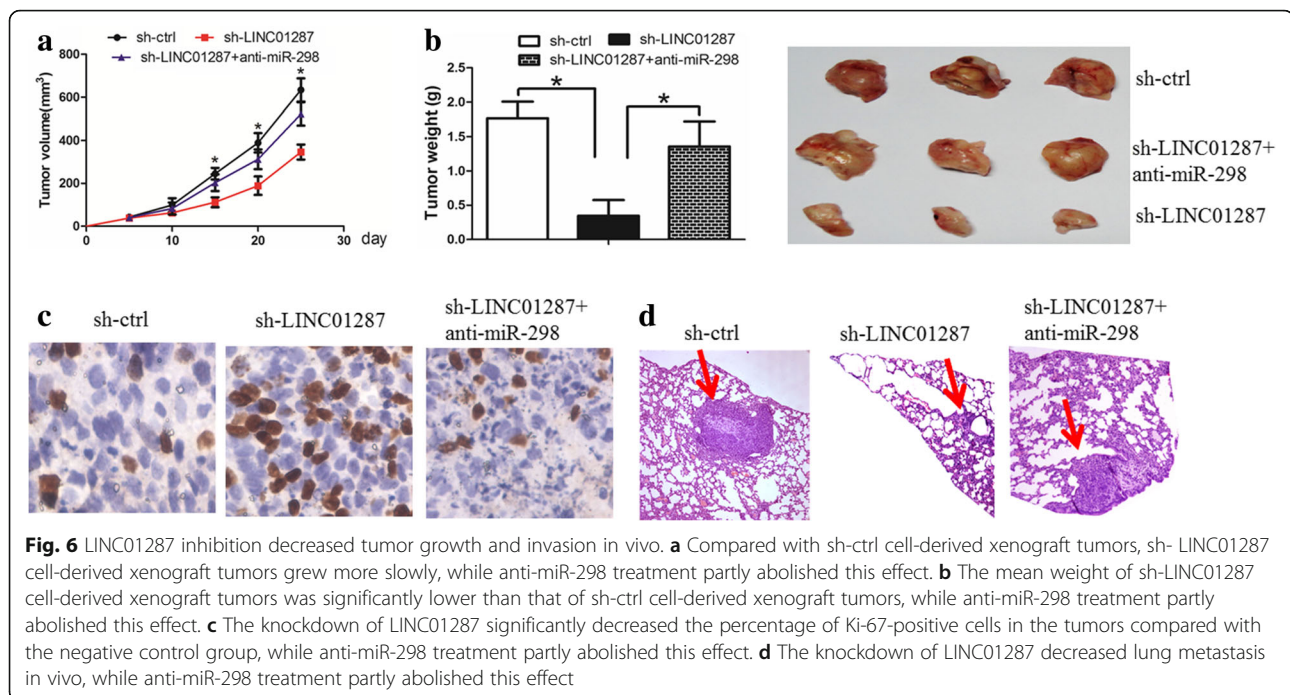 a
sh-ctrl sh-LINC01287
sh-LINC01287+anti-miR-298
Tumor volume(mm³)
800
600
400
200
0 10 20 30 day
* * *
b
sh-ctrl sh-LINC01287
sh-LINC01287+anti-miR-298
Tumor weight (g)
2.5
2.0
1.5
1.0
0.5
0.0
* *
sh-ctrl
sh-LINC01287+
anti-miR-298
sh-LINC01287
c
sh-ctrl
sh-LINC01287
sh-LINC01287+
anti-miR-298
d
sh-ctrl
sh-LINC01287
sh-LINC01287+
anti-miR-298
Fig. 6 LINC01287 inhibition decreased tumor growth and invasion in vivo. a Compared with sh-ctrl cell-derived xenograft tumors, sh- LINC01287
cell-derived xenograft tumors grew more slowly, while anti-miR-298 treatment partly abolished this effect. b The mean weight of sh-LINC01287
cell-derived xenograft tumors was significantly lower than that of sh-ctrl cell-derived xenograft tumors, while anti-miR-298 treatment partly
abolished this effect. c The knockdown of LINC01287 significantly decreased the percentage of Ki-67-positive cells in the tumors compared with
the negative control group, while anti-miR-298 treatment partly abolished this effect. d The knockdown of LINC01287 decreased lung metastasis
in vivo, while anti-miR-298 treatment partly abolished this effect